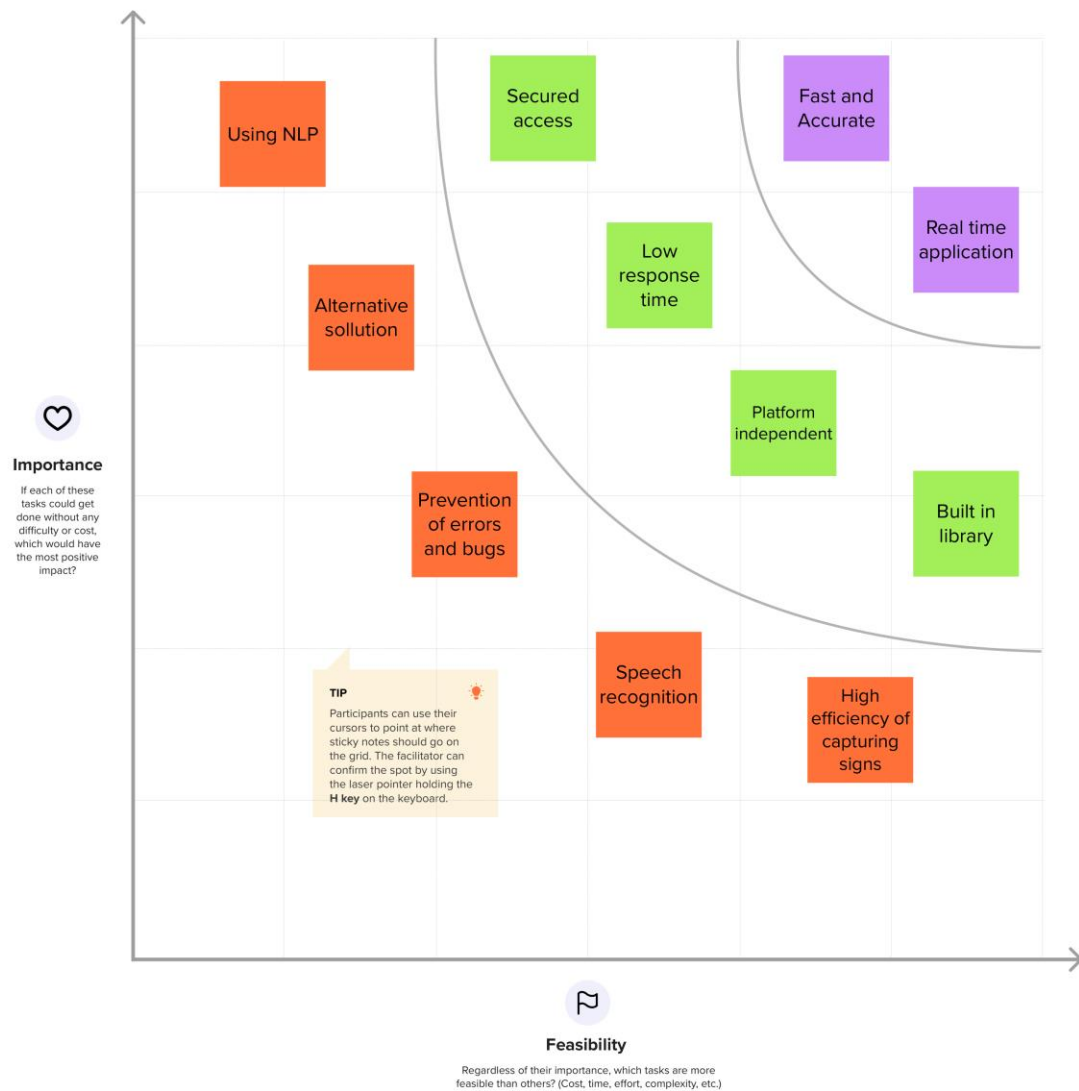 Using NLP
Secured
access
Fast and
Accurate
Real time
application
Low
response
time
Alternative
sollution
Platform
independent
Importance
If each of these
tasks could get
done without any
difficulty or cost,
which would have
the most positive
impact?
Prevention
of errors
and bugs
Built in
library
Speech
recognition
High
efficiency of
capturing
signs
TIP
Participants can use their
cursors to point at where
sticky notes should go on
the grid. The facilitator can
confirm the spot by using
the laser pointer holding the
H key on the keyboard.
Feasibility
Regardless of their importance, which tasks are more
feasible than others? (Cost, time, effort, complexity, etc.)